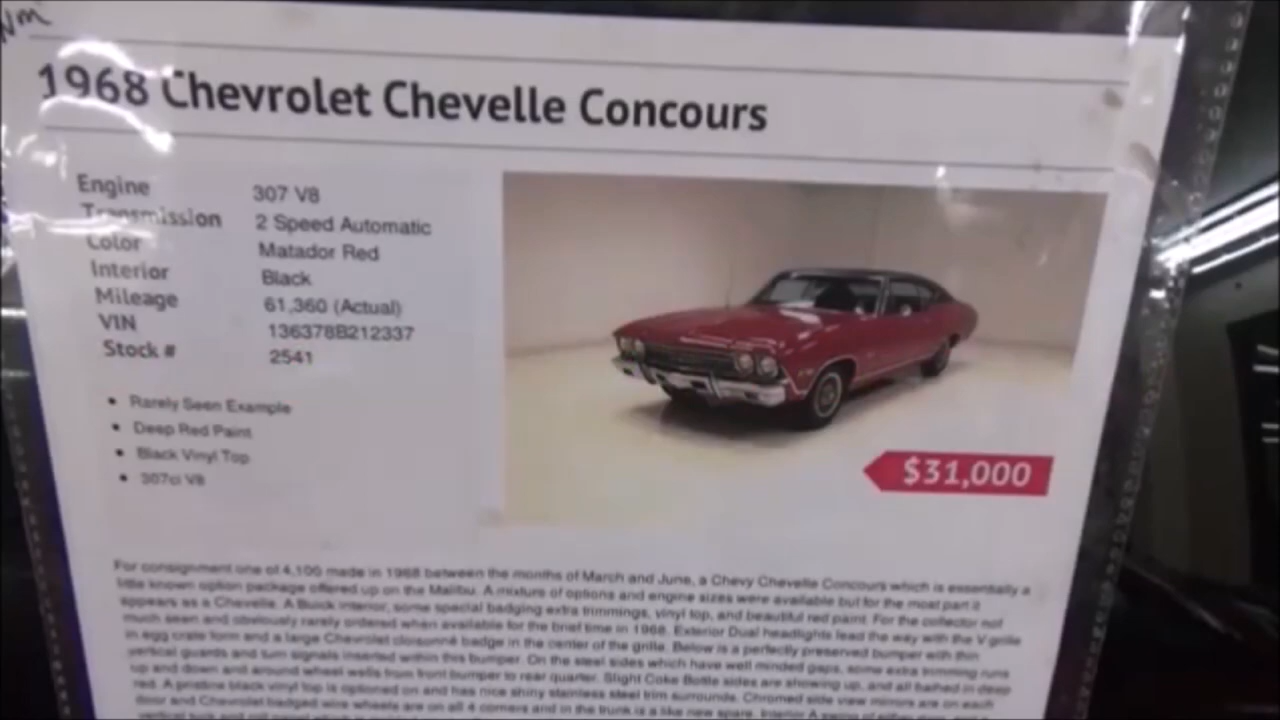 1968 Chevrolet Chevelle Concours
Engine 307 V8
Transmission 2 Speed Automatic
Color Matador Red
Interior Black
Mileage 61,360 (Actual)
VIN 136378B212337
Stock # 2541
• Rarely Seen Example
• Deep Red Paint
• Black Vinyl Top
• 307ci V8
$31,000
For consignment one of 4,100 made in 1968 between the months of March and June, a Chevy Chevelle Concours which is essentially a
little known option package offered up on the Malibu. A mixture of options and engine sizes were available but for the most part it
appears as a Chevelle. A Buick interior, some special badging extra trimmings, vinyl top, and beautiful red paint. For the collector not
much seen and obviously rarely ordered when available for the brief time in 1968. Exterior Dual headlights lead the way with the V grille
in egg crate form and a large Chevrolet cloisonné badge in the center of the grille. Below is a perfectly preserved bumper with thin
vertical guards and turn signals inserted within this bumper. On the steel sides which have well minded gaps, some extra trimming runs
up and down and around wheel wells from front bumper to rear quarter. Slight Coke Bottle sides are showing up, and all bathed in deep
red. A pristine black vinyl top is optioned on and has nice shiny stainless steel trim surrounds. Chromed side view mirrors are on each
door and Chevrolet badged wire wheels are on all 4 corners and in the trunk is a like new spare. Interior A swing of either door